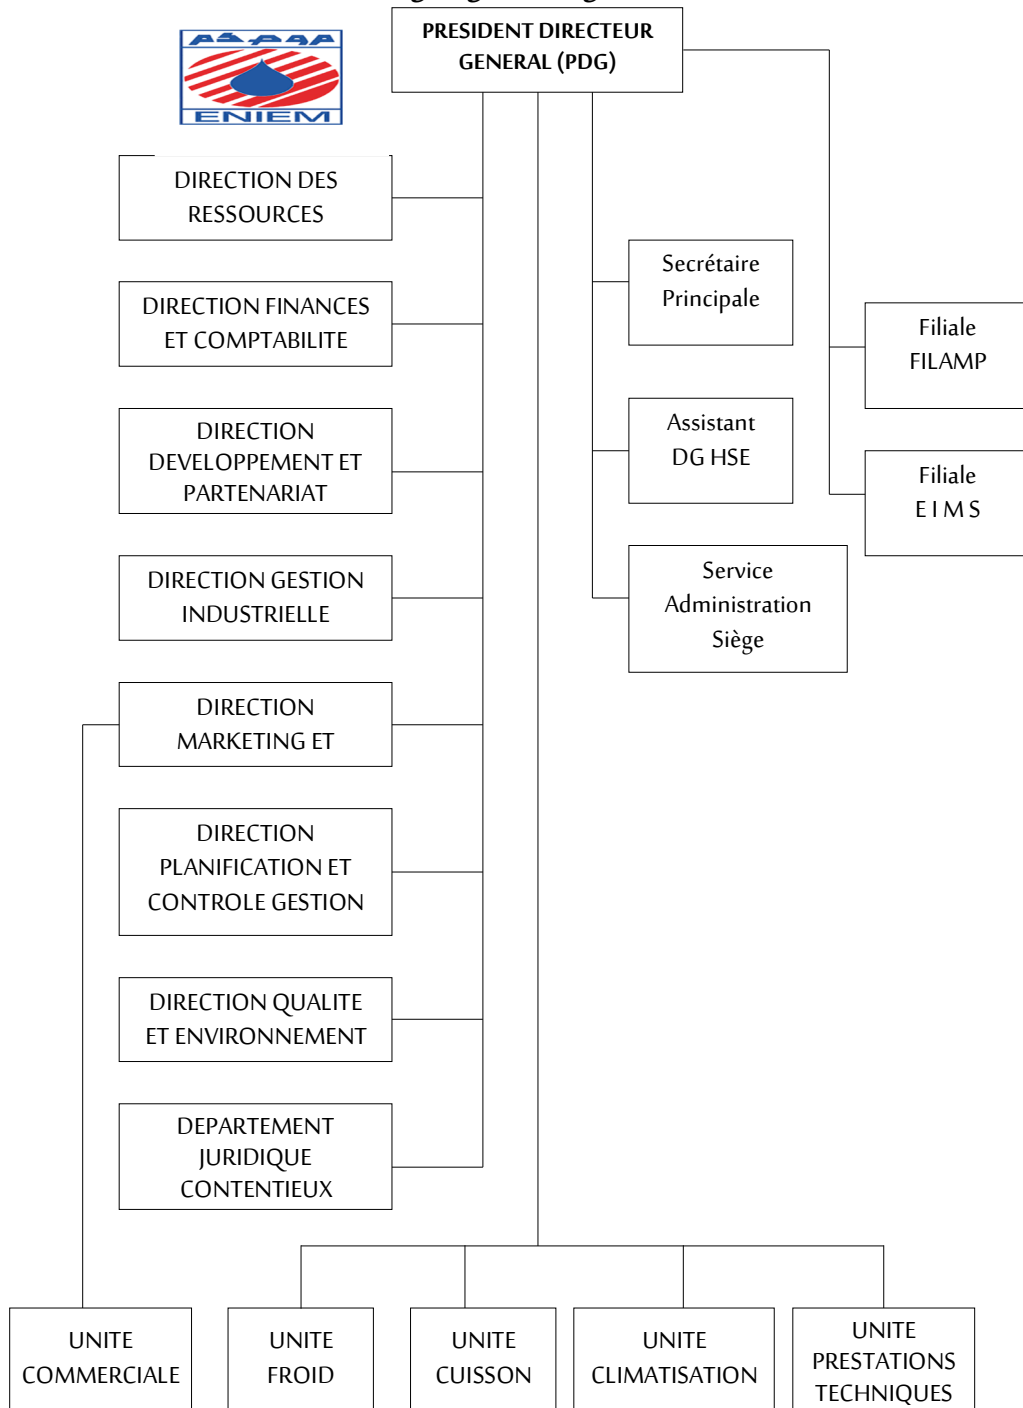 PRESIDENT DIRECTEUR
GENERAL (PDG)
ENIEM
DIRECTION DES
RESSOURCES
DIRECTION FINANCES
ET COMPTABILITE
DIRECTION
DEVELOPPEMENT ET
PARTENARIAT
DIRECTION GESTION
INDUSTRIELLE
DIRECTION
MARKETING ET
DIRECTION
PLANIFICATION ET
CONTROLE GESTION
DIRECTION QUALITE
ET ENVIRONNEMENT
DEPARTEMENT
JURIDIQUE
CONTENTIEUX
Secrétaire
Principale
Assistant
DG HSE
Service
Administration
Siège
Filiale
FILAMP
Filiale
E I M S
UNITE
COMMERCIALE
UNITE
FROID
UNITE
CUISSON
UNITE
CLIMATISATION
UNITE
PRESTATIONS
TECHNIQUES